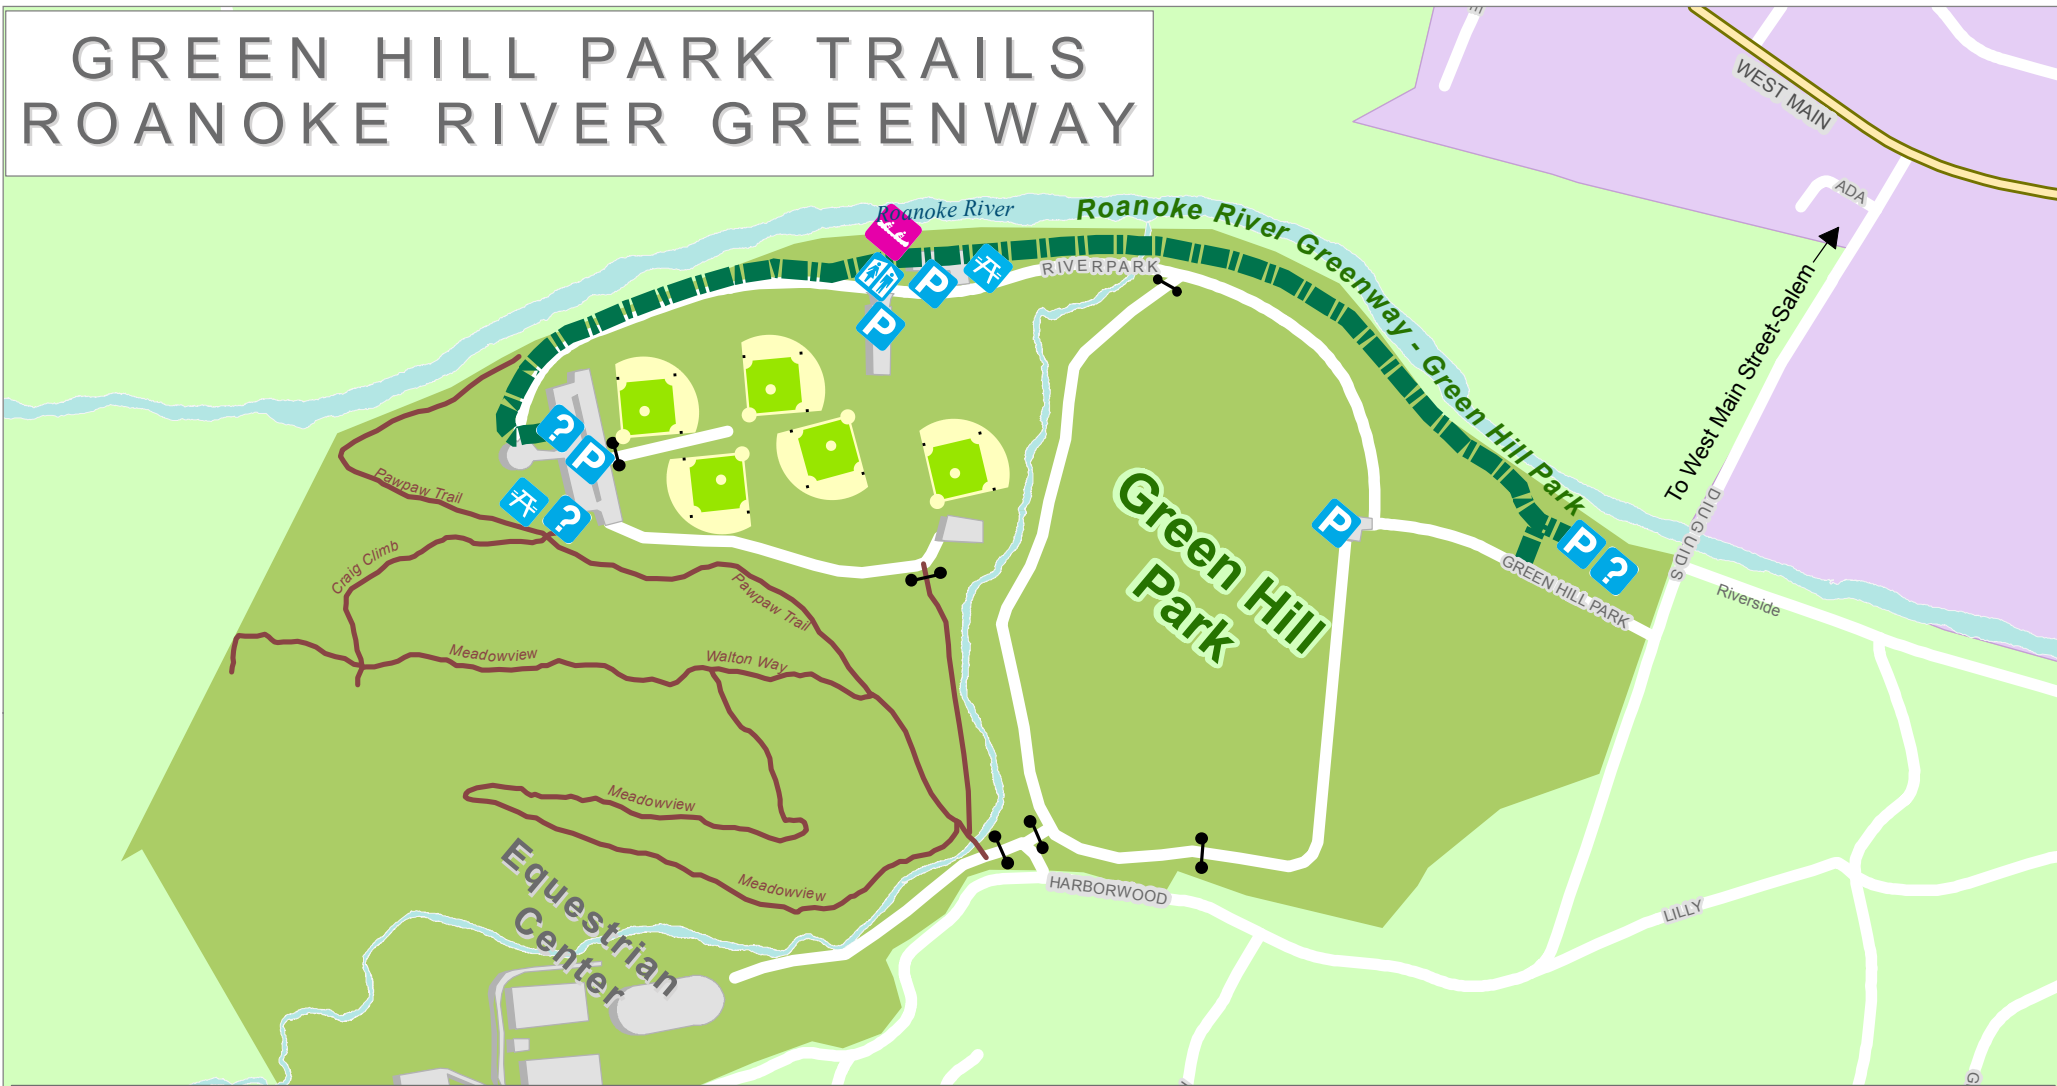 GREEN HILL PARK TRAILS
ROANOKE RIVER GREENWAY
WEST MAIN
ADA
Roanoke River
Roanoke River Greenway - Green Hill Park
RIVERPARK
To West Main Street-Salem
P
P
?
P
Pawpaw Trail
?
Craig Climb
Pawpaw Trail
Green Hill
Park
P
P
?
DIUGUIDS
GREEN HILL PARK
Riverside
Meadowview
Walton Way
Meadowview
Meadowview
Equestrian
Center
HARBORWOOD
LILLY
G